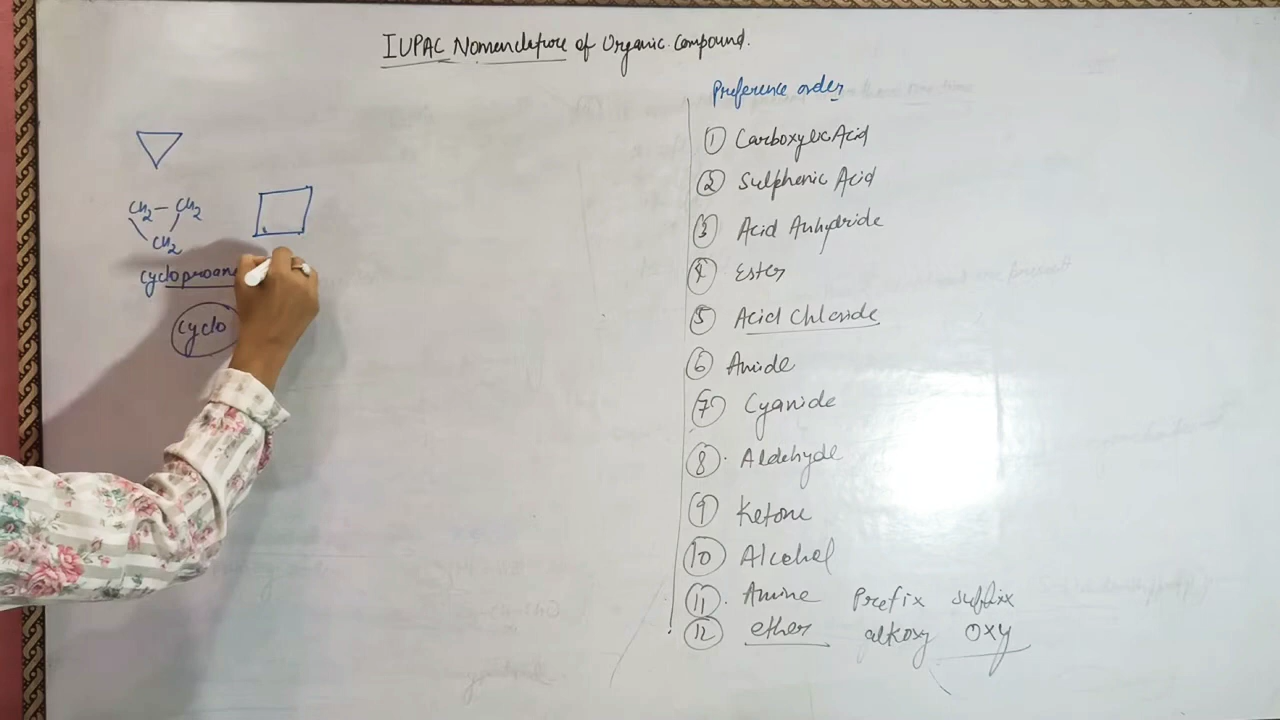 IUPAC Nomenclature of Organic Compound.
CH2 — CH2
CH2
cyclo
Preference order
1 Carboxylic Acid
2 Sulphonic Acid
3 Acid Anhydride
4 Ester
5 Acid Chloride
6 Amide
7 Cyanide
8. Aldehyde
9 Ketone
10 Alcohol
11. Amine Prefix suffix
12 ether alkoxy Oxy